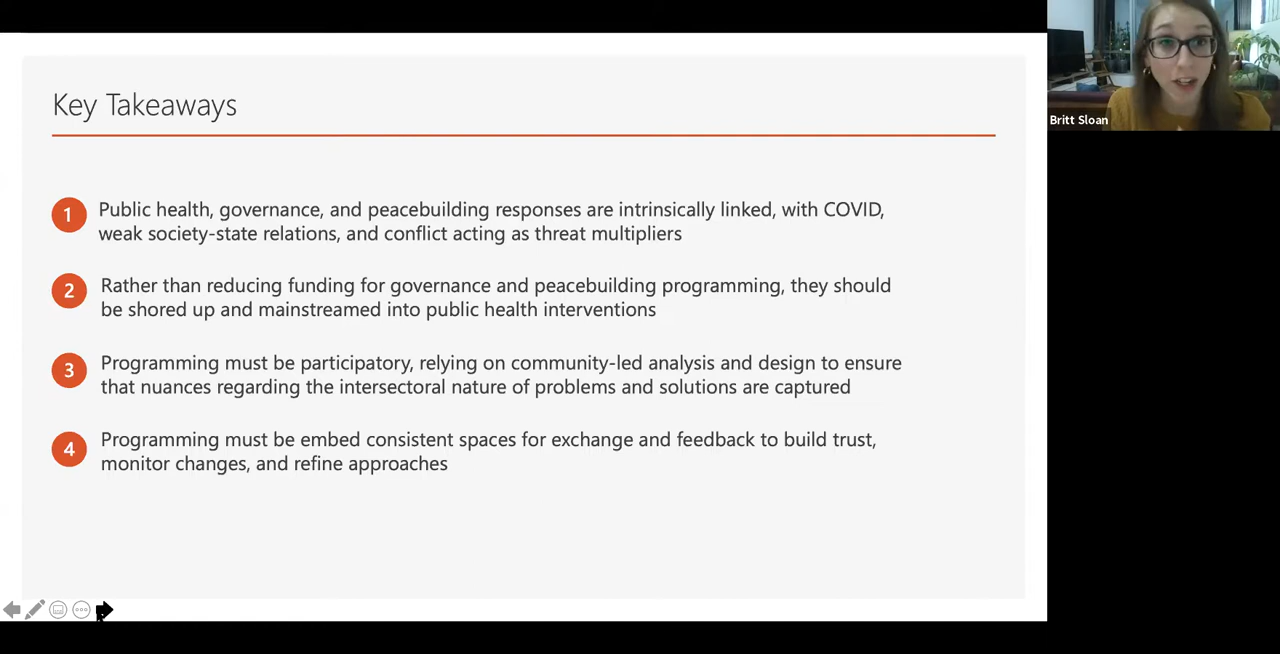 Key Takeaways
1
Public health, governance, and peacebuilding responses are intrinsically linked, with COVID,
weak society-state relations, and conflict acting as threat multipliers
2
Rather than reducing funding for governance and peacebuilding programming, they should
be shored up and mainstreamed into public health interventions
3
Programming must be participatory, relying on community-led analysis and design to ensure
that nuances regarding the intersectoral nature of problems and solutions are captured
4
Programming must be embed consistent spaces for exchange and feedback to build trust,
monitor changes, and refine approaches
Britt Sloan